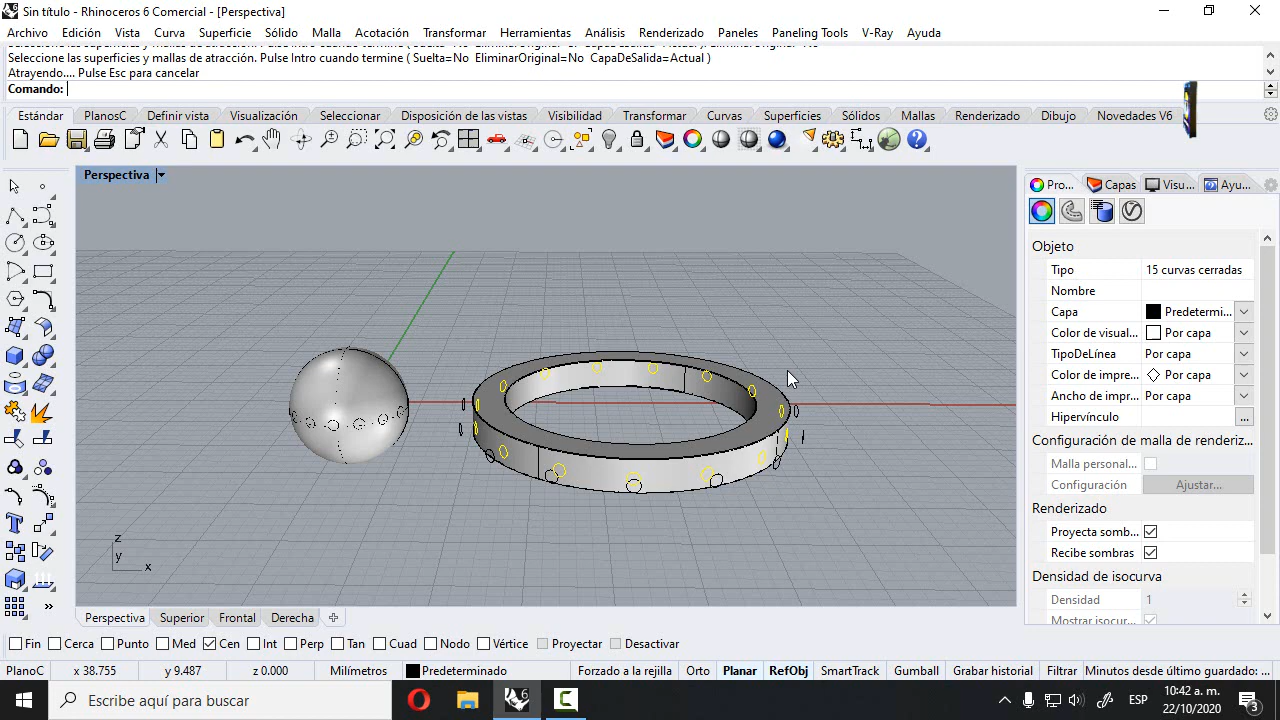 Sin título - Rhinoceros 6 Comercial - [Perspectiva]
Archivo Edición Vista Curva Superficie Sólido Malla Acotación Transformar Herramientas Análisis Renderizado Paneles Paneling Tools V-Ray Ayuda
Seleccione las superficies y mallas de atracción. Pulse Intro cuando termine ( Suelta=No EliminarOriginal=No CapaDeSalida=Actual )
Atrayendo.... Pulse Esc para cancelar
Comando:
Estándar PlanosC Definir vista Visualización Seleccionar Disposición de las vistas Visibilidad Transformar Curvas Superficies Sólidos Mallas Renderizado Dibujo Novedades V6
Perspectiva
Pro... Capas Visu... Ayu...
Objeto
Tipo 15 curvas cerradas
Nombre
Capa Predetermi...
Color de visual... Por capa
TipoDeLínea Por capa
Color de impre... Por capa
Ancho de impr... Por capa
Hipervínculo ...
Configuración de malla de renderiz...
Malla personal...
Configuración Ajustar...
Renderizado
Proyecta somb...
Recibe sombras
Densidad de isocurva
Densidad 1
Mostrar isocur...
z
y
x
Perspectiva Superior Frontal Derecha
Fin Cerca Punto Med Cen Int Perp Tan Cuad Nodo Vértice Proyectar Desactivar
PlanoC x 38.755 y 9.487 z 0.000 Milímetros Predeterminado Forzado a la rejilla Orto Planar RefObj SmartTrack Gumball Grabar historial Filtrar Minutos desde último guardado:
Escribe aquí para buscar
ESP
10:42 a. m.
22/10/2020
3